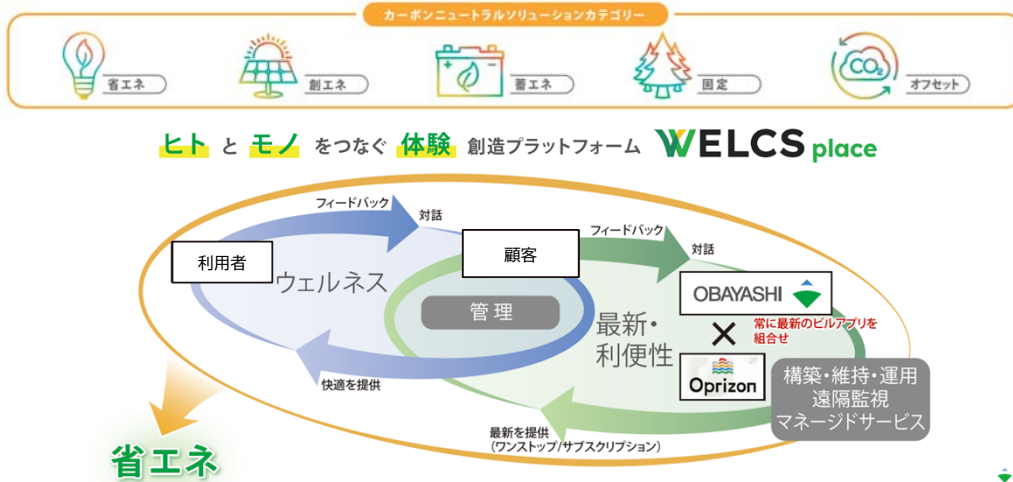 カーボンニュートラルソリューションカテゴリー
省エネ
創エネ
蓄エネ
固定
CO2
オフセット
ヒト と モノ をつなぐ 体験 創造プラットフォーム WELCS place
フィードバック
対話
利用者
ウェルネス
顧客
フィードバック
対話
管理
OBAYASHI
×
常に最新のビルアプリを
組合せ
最新・
利便性
Oprizon
構築・維持・運用
遠隔監視
マネージドサービス
快適を提供
最新を提供
(ワンストップ/サブスクリプション)
省エネ